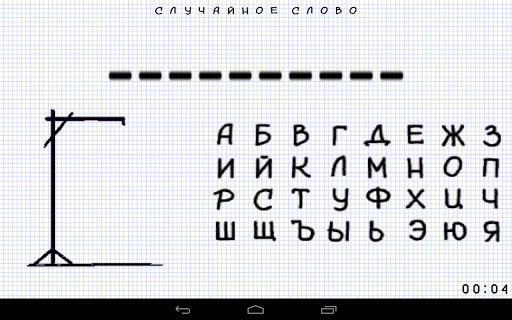 СЛУЧАЙНОЕ СЛОВО
А Б В Г Д Е Ж З
И Й К Л М Н О П
Р С Т У Ф Х Ц Ч
Ш Щ Ъ Ы Ь Э Ю Я
00:04